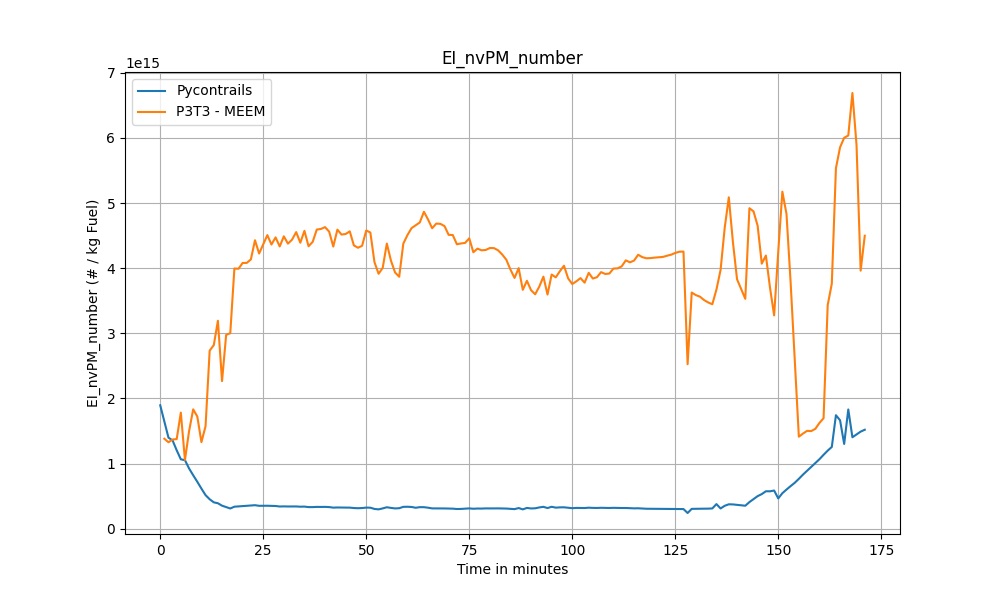 EI_nvPM_number
1e15
Pycontrails
P3T3 - MEEM
EI_nvPM_number (# / kg Fuel)
7
6
5
4
3
2
1
0
0 25 50 75 100 125 150 175
Time in minutes